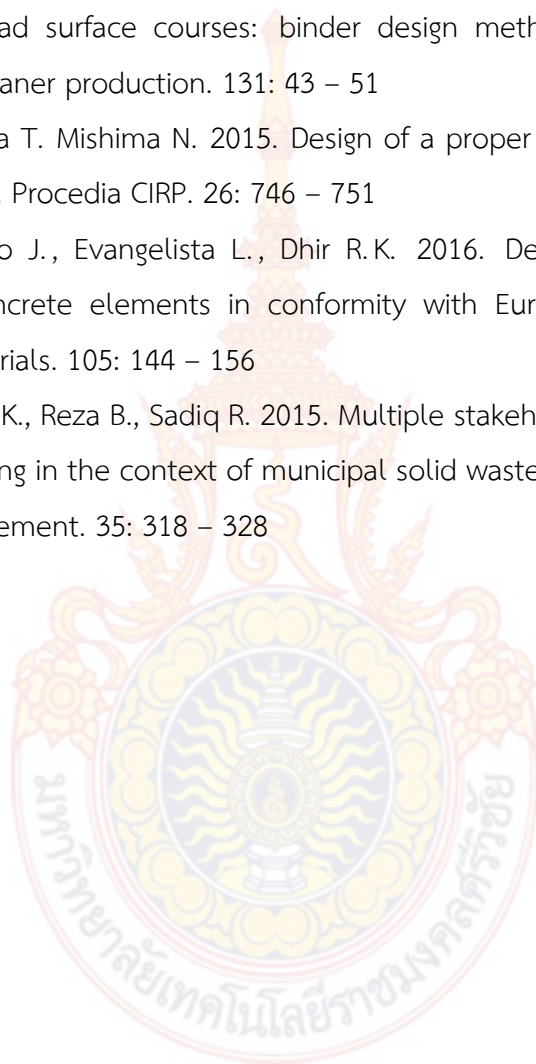 ad surface courses: binder design meth
aner production. 131: 43 – 51
a T. Mishima N. 2015. Design of a proper
. Procedia CIRP. 26: 746 – 751
o J., Evangelista L., Dhir R.K. 2016. De
ncrete elements in conformity with Eur
rials. 105: 144 – 156
K., Reza B., Sadiq R. 2015. Multiple stakeh
ng in the context of municipal solid waste
ement. 35: 318 – 328
มหาวิทยาลัยเทคโนโลยีราชมงคลศรีวิชัย